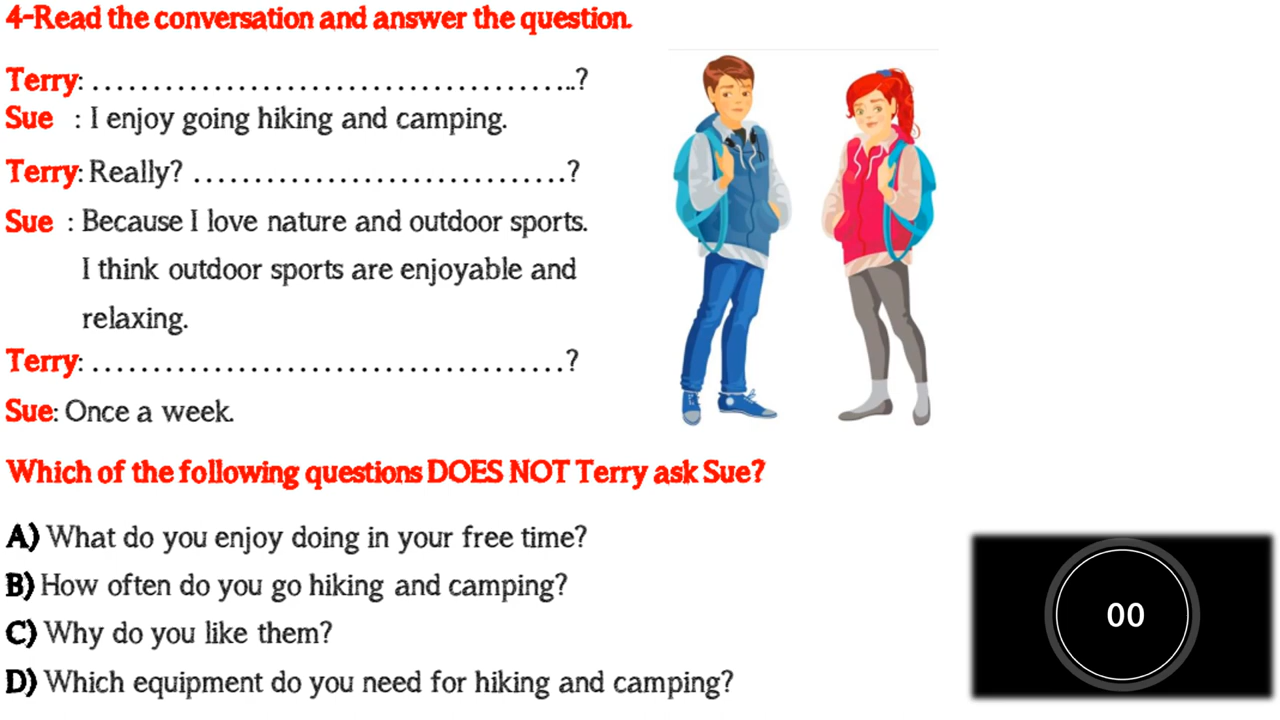 4-Read the conversation and answer the question.
Terry: .......................................?
Sue : I enjoy going hiking and camping.
Terry: Really? ...............................?
Sue : Because I love nature and outdoor sports.
I think outdoor sports are enjoyable and
relaxing.
Terry: .......................................?
Sue: Once a week.
Which of the following questions DOES NOT Terry ask Sue?
A) What do you enjoy doing in your free time?
B) How often do you go hiking and camping?
C) Why do you like them?
D) Which equipment do you need for hiking and camping?
00